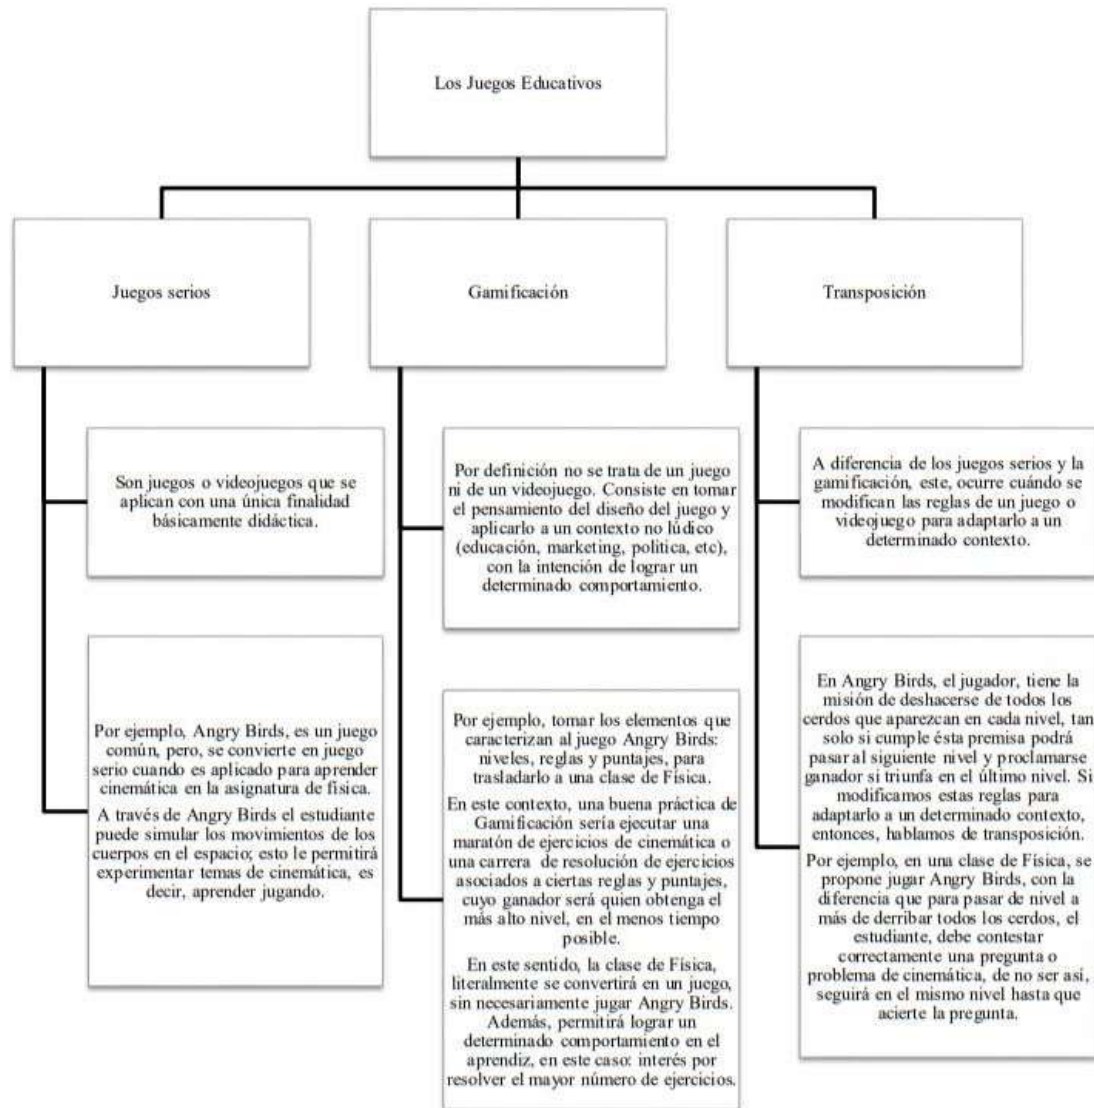 Los Juegos Educativos
Juegos serios
Gamificación
Transposición
Son juegos o videojuegos que se
aplican con una única finalidad
básicamente didáctica.
Por ejemplo, Angry Birds, es un juego
común, pero, se convierte en juego
serio cuando es aplicado para aprender
cinemática en la asignatura de física.
A través de Angry Birds el estudiante
puede simular los movimientos de los
cuerpos en el espacio; esto le permitirá
experimentar temas de cinemática, es
decir, aprender jugando.
Por definición no se trata de un juego
ni de un videojuego. Consiste en tomar
el pensamiento del diseño del juego y
aplicarlo a un contexto no lúdico
(educación, marketing, política, etc),
con la intención de lograr un
determinado comportamiento.
Por ejemplo, tomar los elementos que
caracterizan al juego Angry Birds:
niveles, reglas y puntajes, para
trasladarlo a una clase de Física.
En este contexto, una buena práctica de
Gamificación sería ejecutar una
maratón de ejercicios de cinemática o
una carrera de resolución de ejercicios
asociados a ciertas reglas y puntajes,
cuyo ganador será quien obtenga el
más alto nivel, en el menos tiempo
posible.
En este sentido, la clase de Física,
literalmente se convertirá en un juego,
sin necesariamente jugar Angry Birds.
Además, permitirá lograr un
determinado comportamiento en el
aprendiz, en este caso: interés por
resolver el mayor número de ejercicios.
A diferencia de los juegos serios y la
gamificación, este, ocurre cuándo se
modifican las reglas de un juego o
videojuego para adaptarlo a un
determinado contexto.
En Angry Birds, el jugador, tiene la
misión de deshacerse de todos los
cerdos que aparezcan en cada nivel, tan
solo si cumple ésta premisa podrá
pasar al siguiente nivel y proclamarse
ganador si triunfa en el último nivel. Si
modificamos estas reglas para
adaptarlo a un determinado contexto,
entonces, hablamos de transposición.
Por ejemplo, en una clase de Física, se
propone jugar Angry Birds, con la
diferencia que para pasar de nivel a
más de derribar todos los cerdos, el
estudiante, debe contestar
correctamente una pregunta o
problema de cinemática, de no ser así,
seguirá en el mismo nivel hasta que
acierte la pregunta.